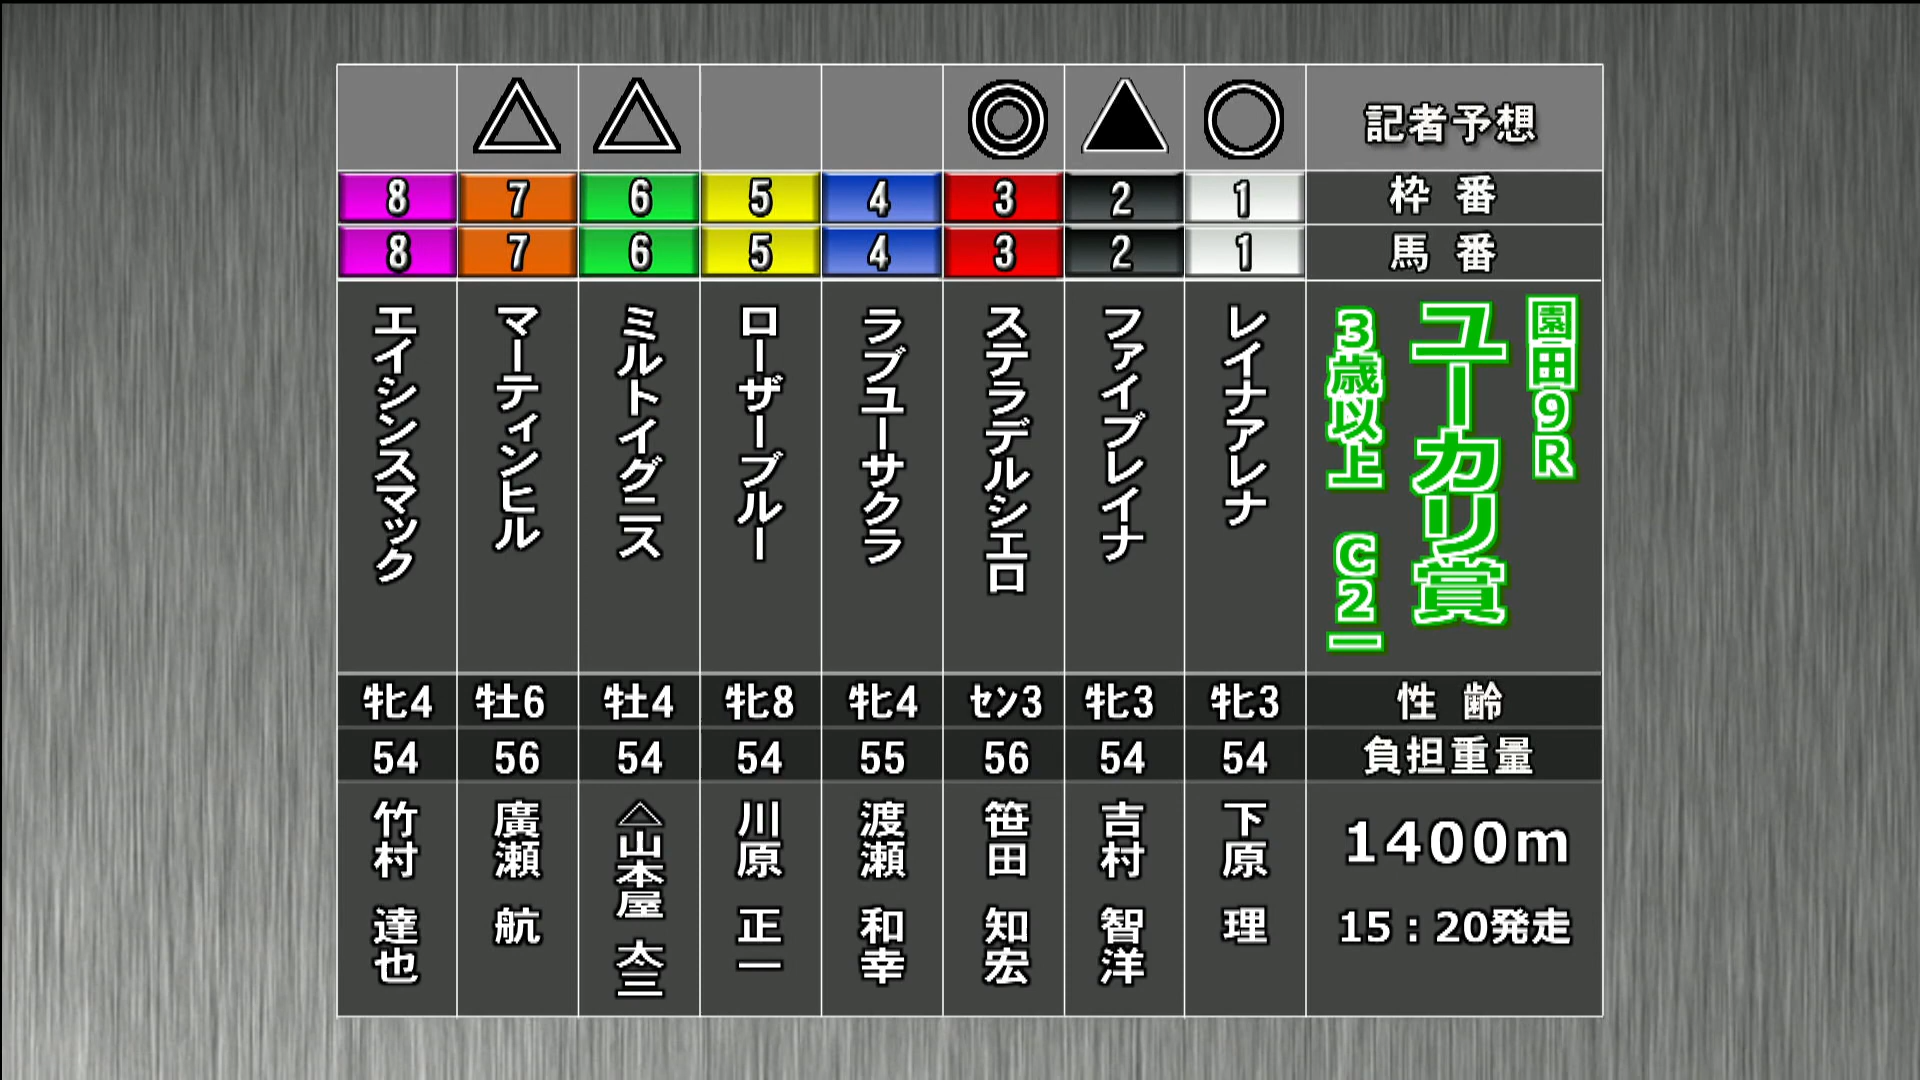 記者予想
◎ ▲ ○ △ △
枠番 1 2 3 4 5 6 7 8
馬番 1 2 3 4 5 6 7 8
園田9R
ユーカリ賞
3歳以上 C2一
レイナアレナ
ファイブレイナ
ステラデルシエロ
ラブユーサクラ
ローザーブルー
ミルトイグニス
マーティンヒル
エイシンスマック
性齢
牝3
牝3
セン3
牝4
牝8
牡4
牡6
牝4
負担重量
54
54
56
55
54
54
56
54
1400m
15:20発走
下原 理
吉村 智洋
笹田 知宏
渡瀬 和幸
川原 正一
△山本屋 太三
廣瀬 航
竹村 達也